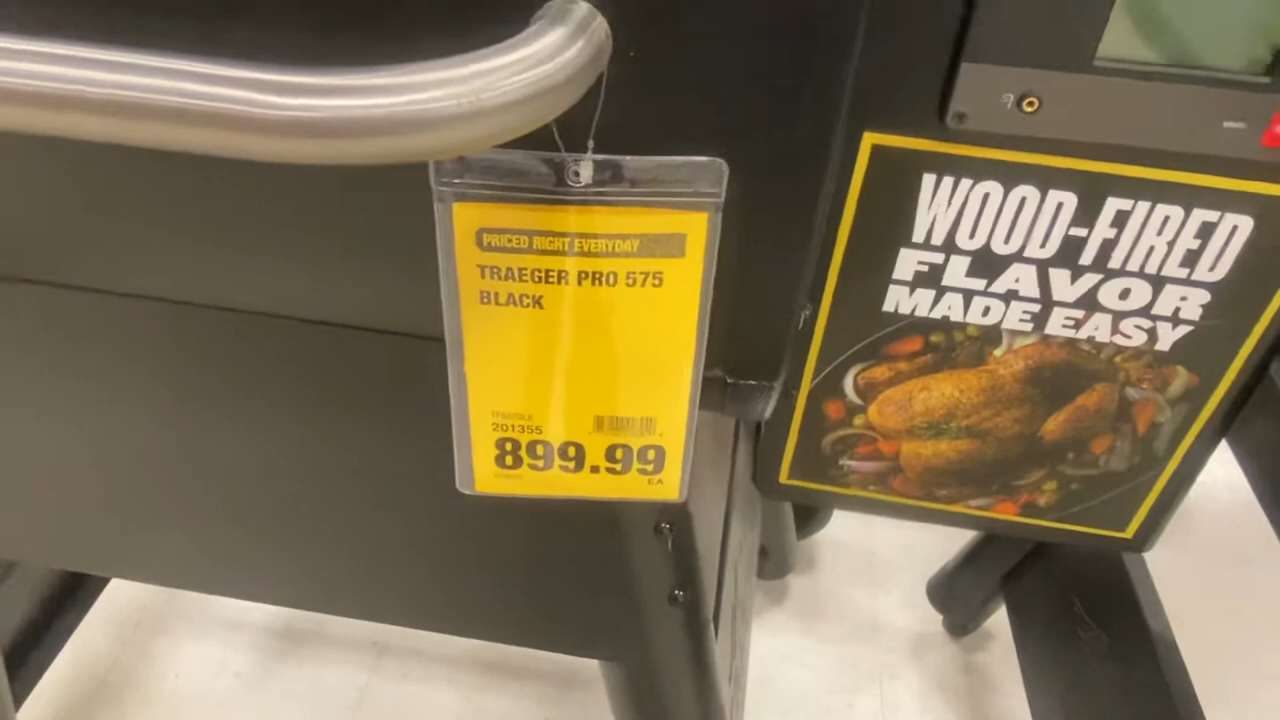 PRICED RIGHT EVERYDAY
TRAEGER PRO 575
BLACK
201355
899.99
EA
WOOD-FIRED
FLAVOR
MADE EASY